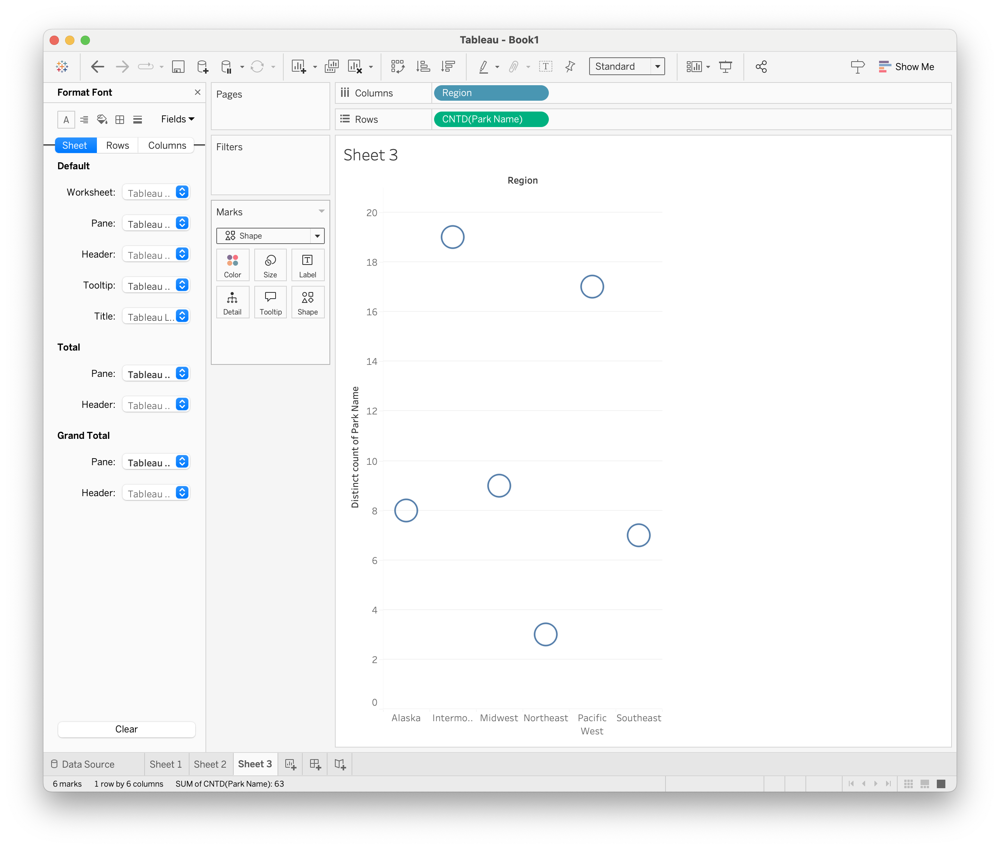 Tableau - Book1
Standard
Show Me
Format Font
A
Fields
Sheet
Rows
Columns
Default
Worksheet: Tableau ..
Pane: Tableau ..
Header: Tableau ..
Tooltip: Tableau ..
Title: Tableau L..
Total
Pane: Tableau ..
Header: Tableau ..
Grand Total
Pane: Tableau ..
Header: Tableau ..
Clear
Pages
Filters
Marks
Shape
Color
Size
Label
Detail
Tooltip
Shape
Columns
Region
Rows
CNTD(Park Name)
Sheet 3
Region
Distinct count of Park Name
20
18
16
14
12
10
8
6
4
2
0
Alaska
Intermo..
Midwest
Northeast
Pacific
West
Southeast
Data Source
Sheet 1
Sheet 2
Sheet 3
6 marks
1 row by 6 columns
SUM of CNTD(Park Name): 63